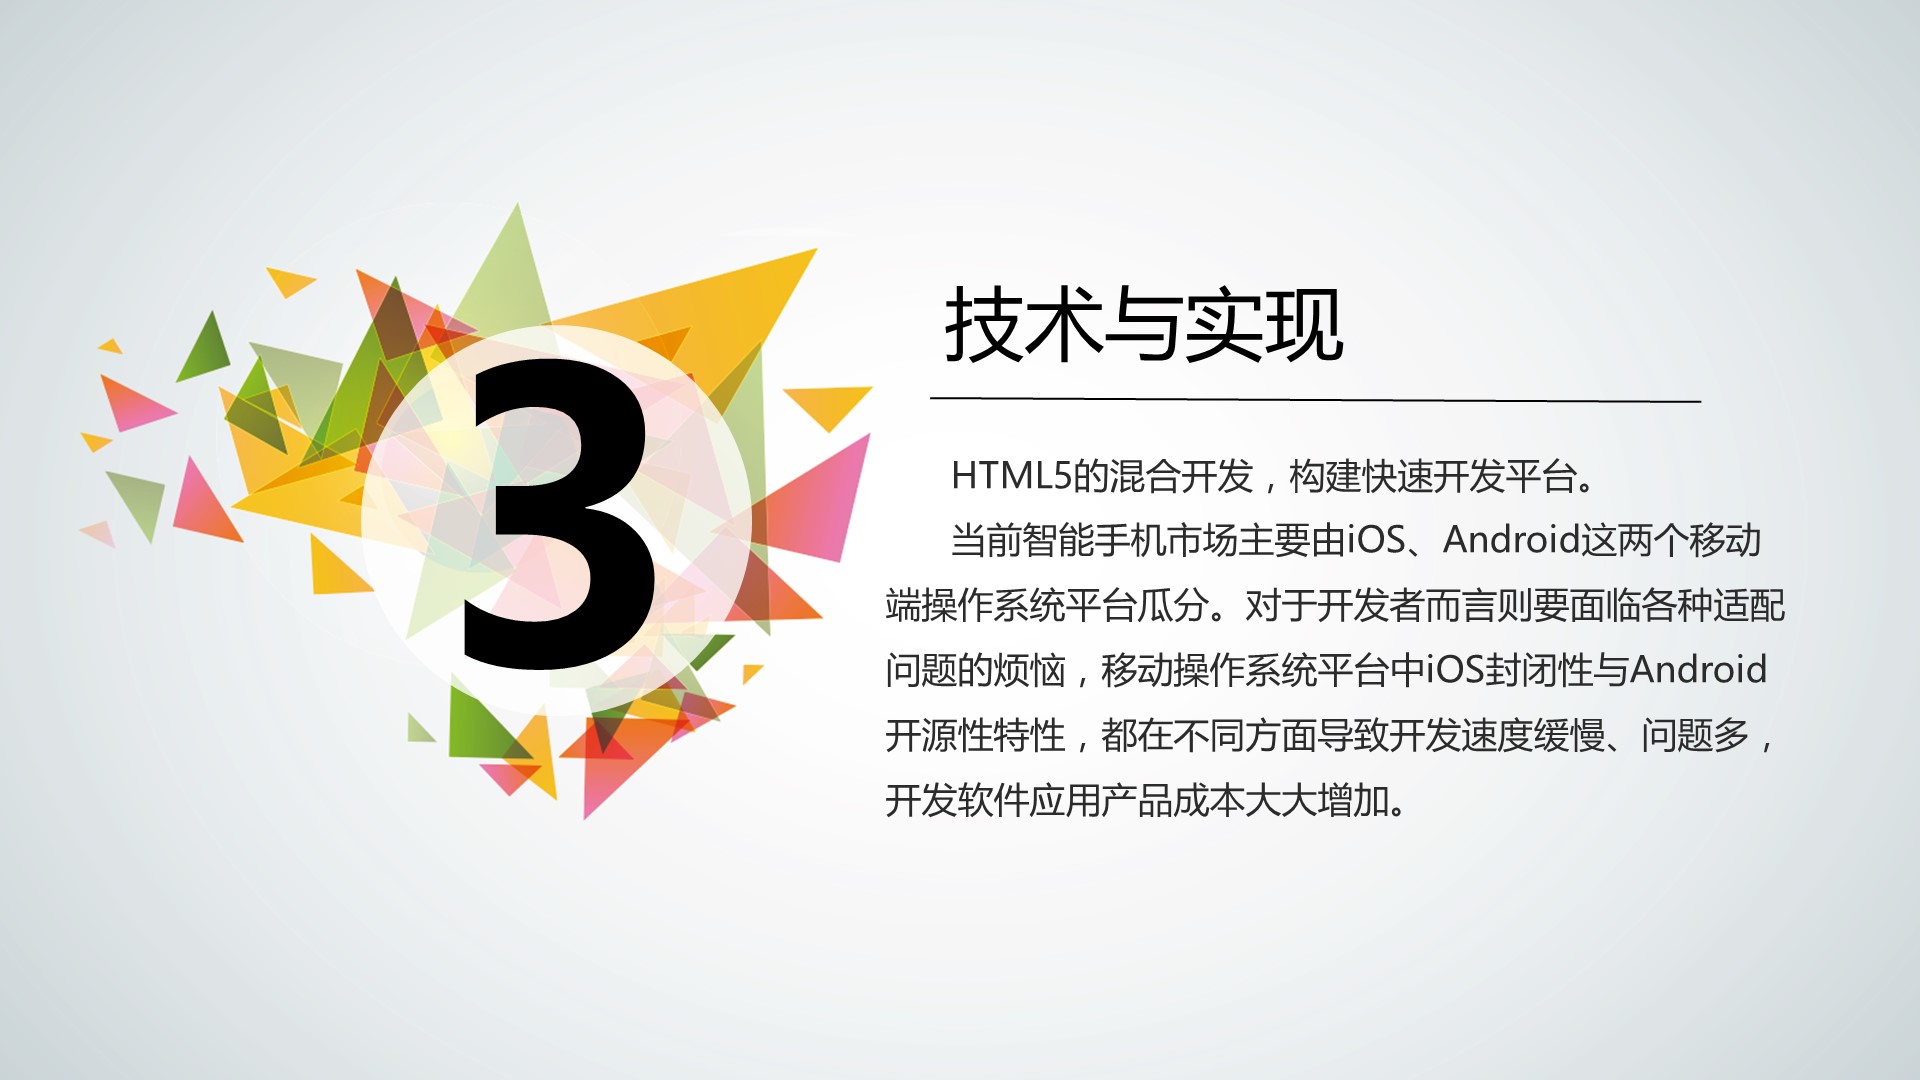 3
技术与实现
HTML5的混合开发，构建快速开发平台。
当前智能手机市场主要由iOS、Android这两个移动
端操作系统平台瓜分。对于开发者而言则要面临各种适配
问题的烦恼，移动操作系统平台中iOS封闭性与Android
开源性特性，都在不同方面导致开发速度缓慢、问题多，
开发软件应用产品成本大大增加。